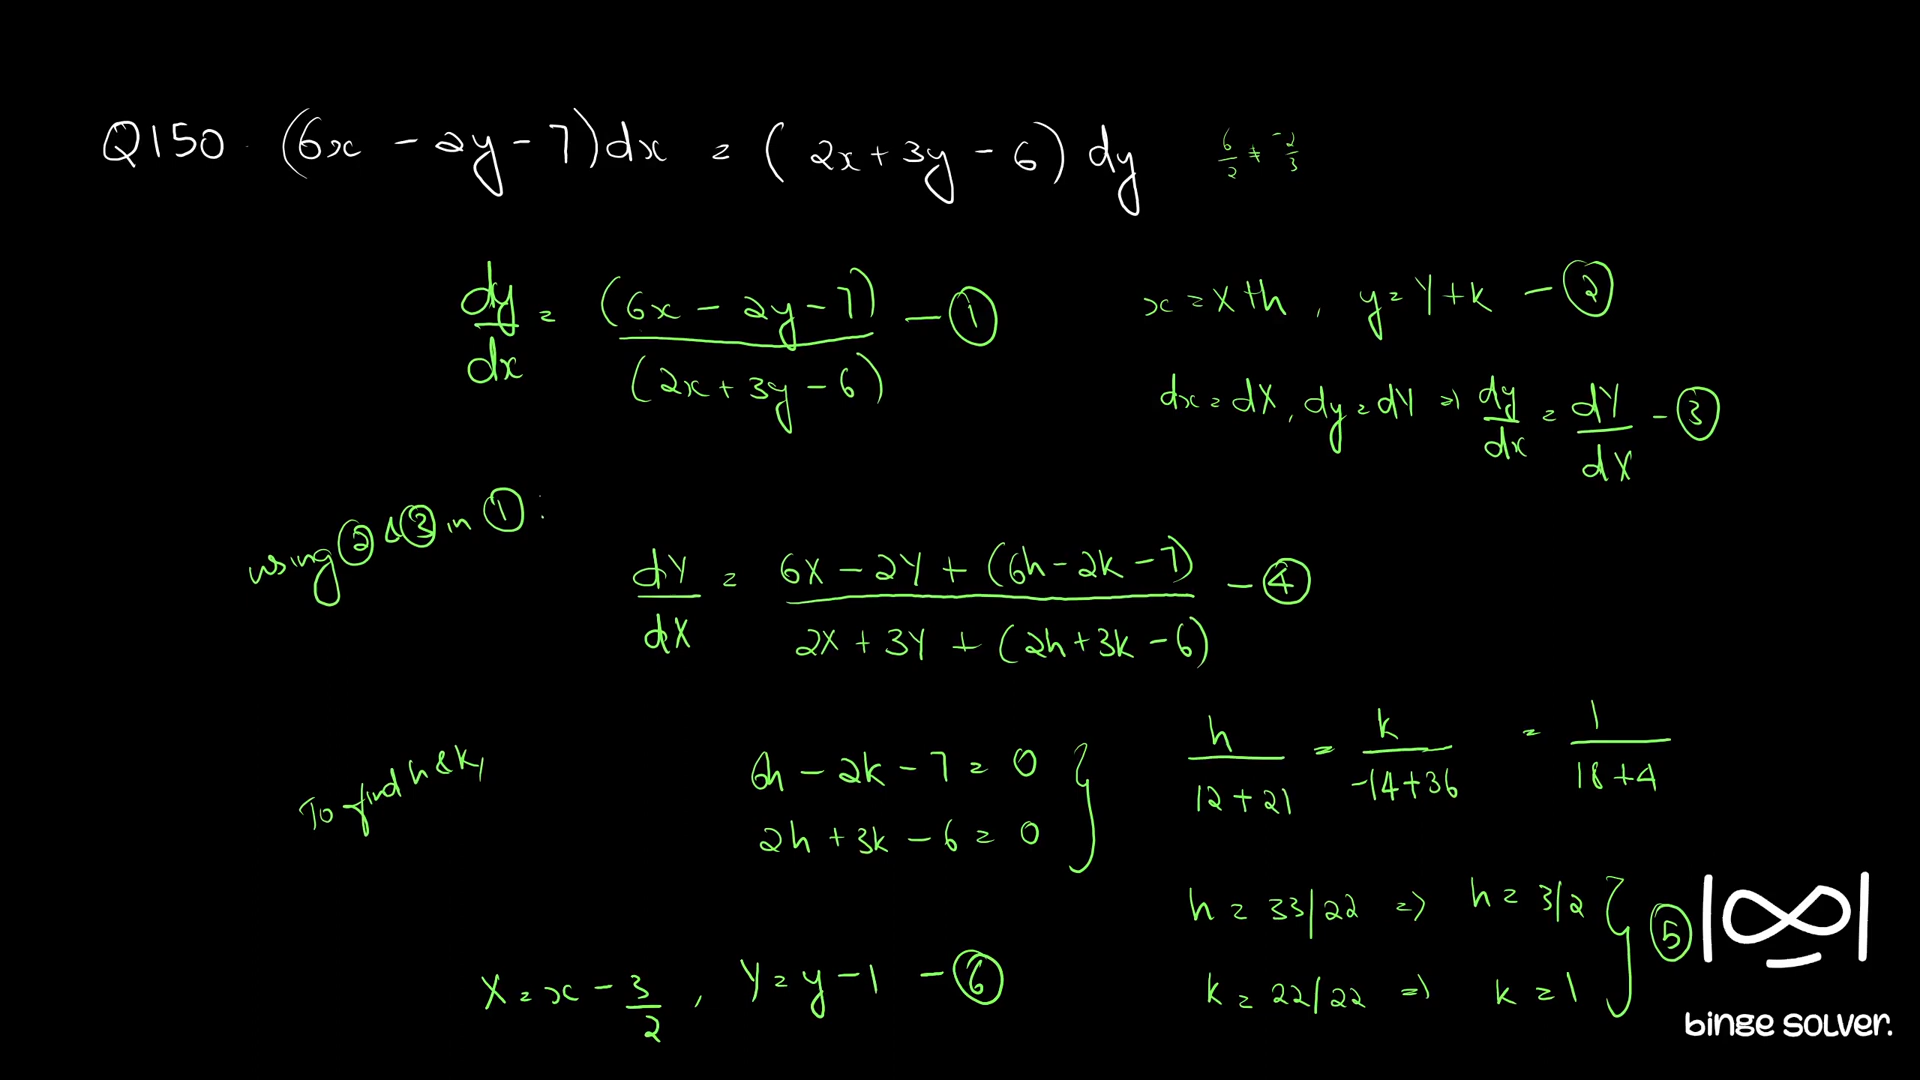 Q150. (6x - 2y - 7)dx = (2x + 3y - 6) dy
6/2 ≠ -2/3
dy/dx = (6x - 2y - 7)/(2x + 3y - 6) - ①
x = X+h, y = Y+k - ②
dx = dX, dy = dY ⇒ dy/dx = dY/dX - ③
using ② & ③ in ① :
dY/dX = 6X - 2Y + (6h - 2k - 7)/2X + 3Y + (2h + 3k - 6) - ④
To find h & k,
6h - 2k - 7 = 0
2h + 3k - 6 = 0 }
h/12 + 21 = k/-14 + 36 = 1/18 + 4
h = 33/22 ⇒ h = 3/2
k = 22/22 ⇒ k = 1 } ⑤
X = x - 3/2, Y = y - 1 - ⑥
binge solver.